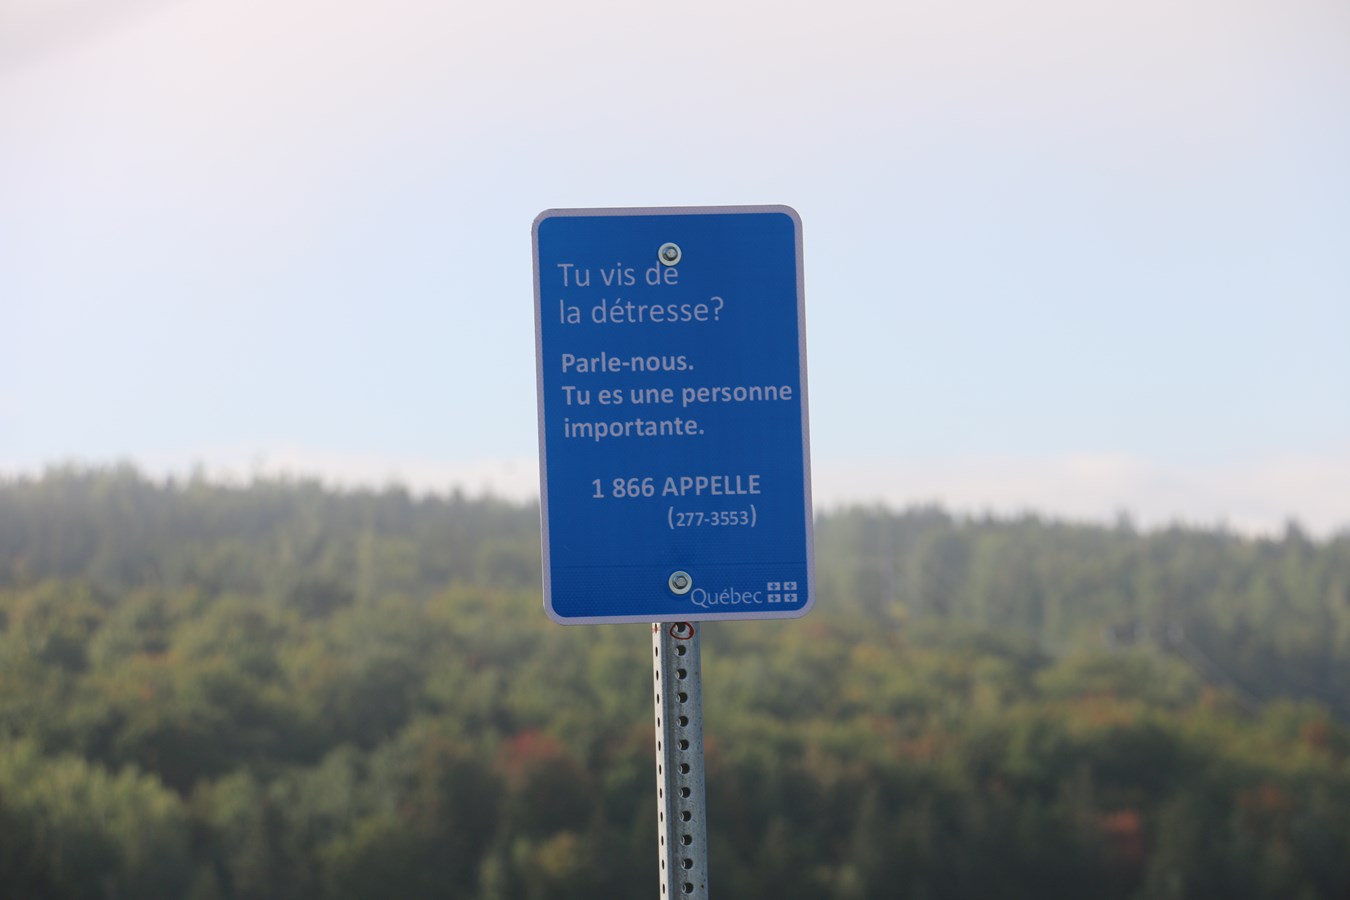 Tu vis de
la détresse?
Parle-nous.
Tu es une personne
importante.
1 866 APPELLE
(277-3553)
Québec